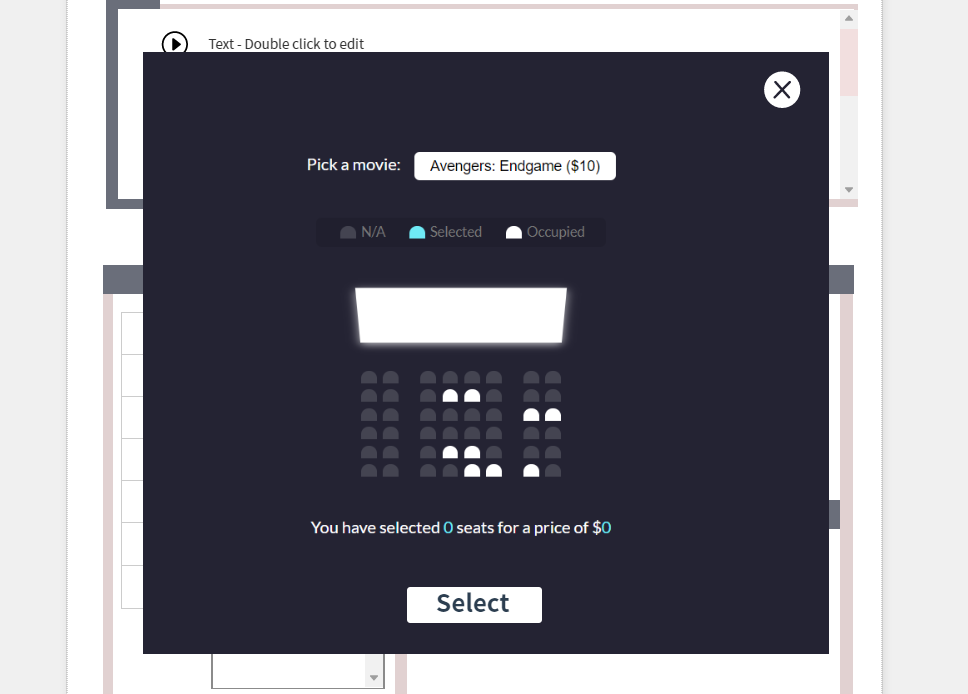 Text - Double click to edit
Pick a movie: Avengers: Endgame ($10)
N/A Selected Occupied
You have selected 0 seats for a price of $0
Select